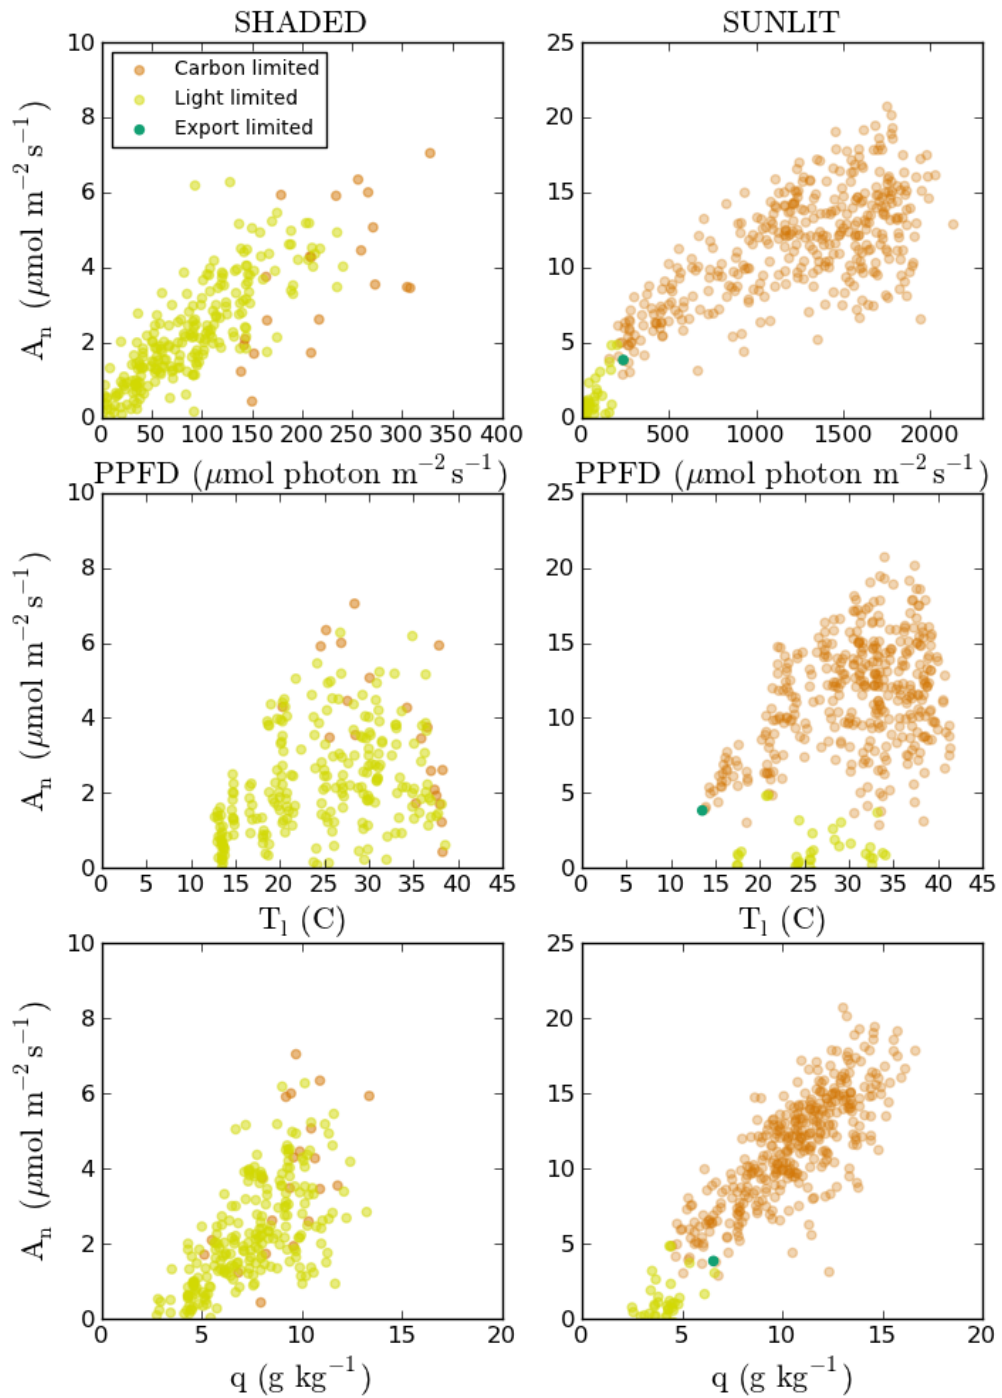 SHADED SUNLIT
10 25
Carbon limited
Light limited
Export limited
8 20
6 15
4 10
2 5
0 0
Aₙ (μmol m⁻² s⁻¹)
0 50 100 150 200 250 300 350 400 0 500 1000 1500 2000
PPFD (μmol photon m⁻² s⁻¹) PPFD (μmol photon m⁻² s⁻¹)
10 25
8 20
6 15
4 10
2 5
0 0
Aₙ (μmol m⁻² s⁻¹)
0 5 10 15 20 25 30 35 40 45 0 5 10 15 20 25 30 35 40 45
Tₗ (C) Tₗ (C)
10 25
8 20
6 15
4 10
2 5
0 0
Aₙ (μmol m⁻² s⁻¹)
0 5 10 15 20 0 5 10 15 20
q (g kg⁻¹) q (g kg⁻¹)